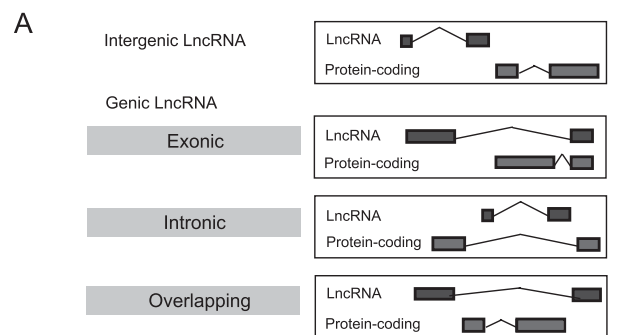 A
Intergenic LncRNA
LncRNA
Protein-coding
Genic LncRNA
Exonic
LncRNA
Protein-coding
Intronic
LncRNA
Protein-coding
Overlapping
LncRNA
Protein-coding